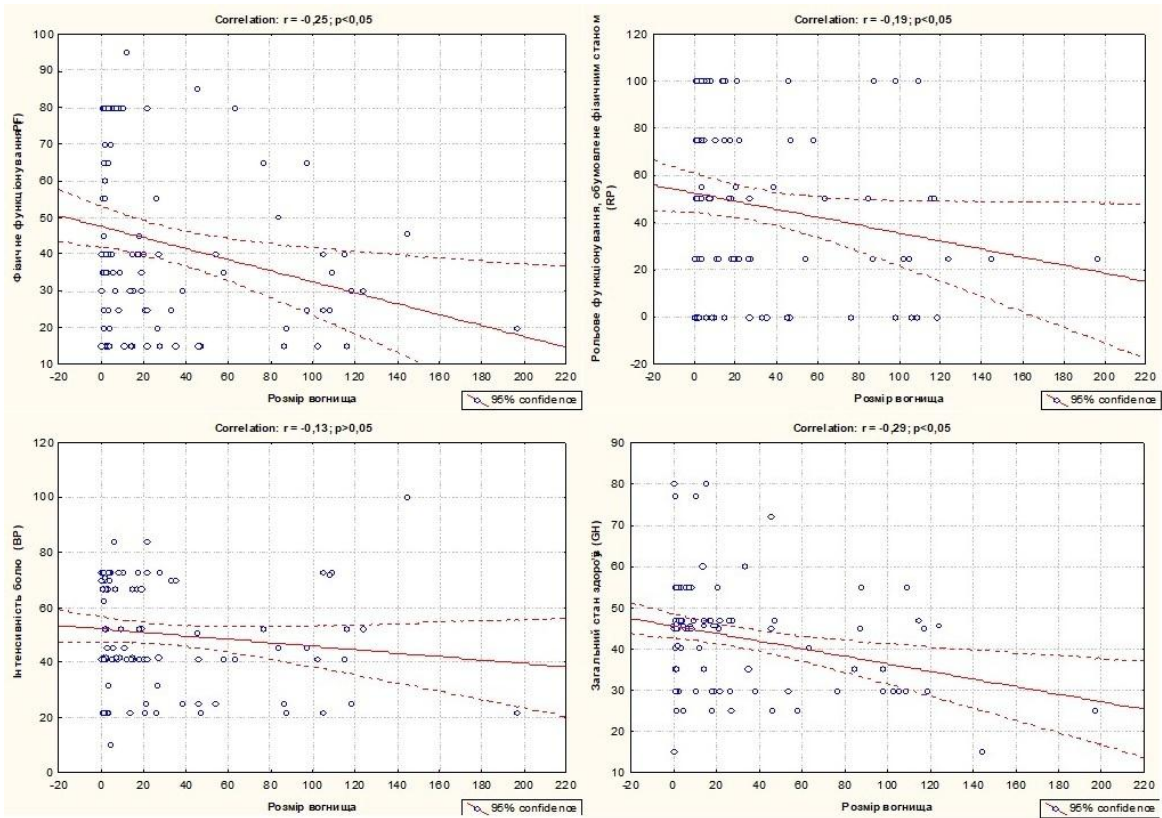 Correlation: r = -0,25; p<0,05
Фізичне функціонування PF
100
90
80
70
60
50
40
30
20
10
-20 0 20 40 60 80 100 120 140 160 180 200 220
Розмір вогнища
95% confidence
Correlation: r = -0,19; p<0,05
Рольове функціонування, обумовлене фізичним станом
(RP)
120
100
80
60
40
20
0
-20
-20 0 20 40 60 80 100 120 140 160 180 200 220
Розмір вогнища
95% confidence
Correlation: r = -0,13; p>0,05
Інтенсивність болю (BP)
120
100
80
60
40
20
0
-20 0 20 40 60 80 100 120 140 160 180 200 220
Розмір вогнища
95% confidence
Correlation: r = -0,29; p<0,05
Загальний стан здоров'я (GH)
90
80
70
60
50
40
30
20
10
-20 0 20 40 60 80 100 120 140 160 180 200 220
Розмір вогнища
95% confidence